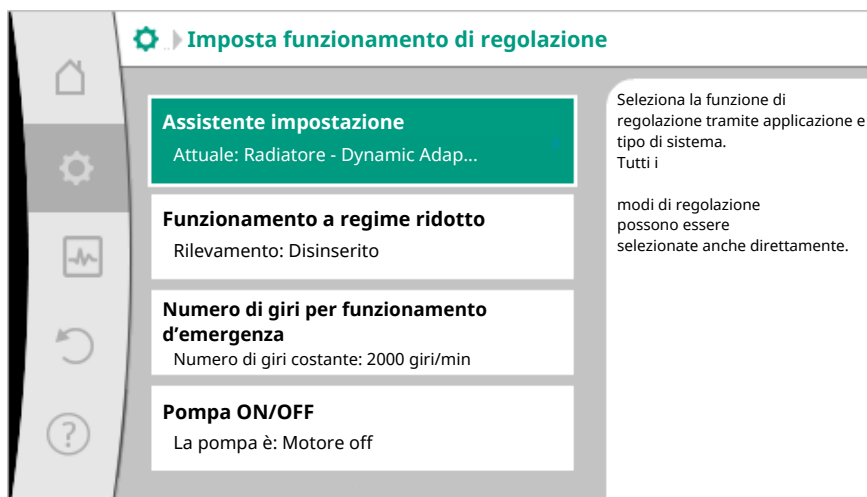 Imposta funzionamento di regolazione
Assistente impostazione
Attuale: Radiatore - Dynamic Adap...
Funzionamento a regime ridotto
Rilevamento: Disinserito
Numero di giri per funzionamento
d’emergenza
Numero di giri costante: 2000 giri/min
Pompa ON/OFF
La pompa è: Motore off
Seleziona la funzione di
regolazione tramite applicazione e
tipo di sistema.
Tutti i
modi di regolazione
possono essere
selezionate anche direttamente.